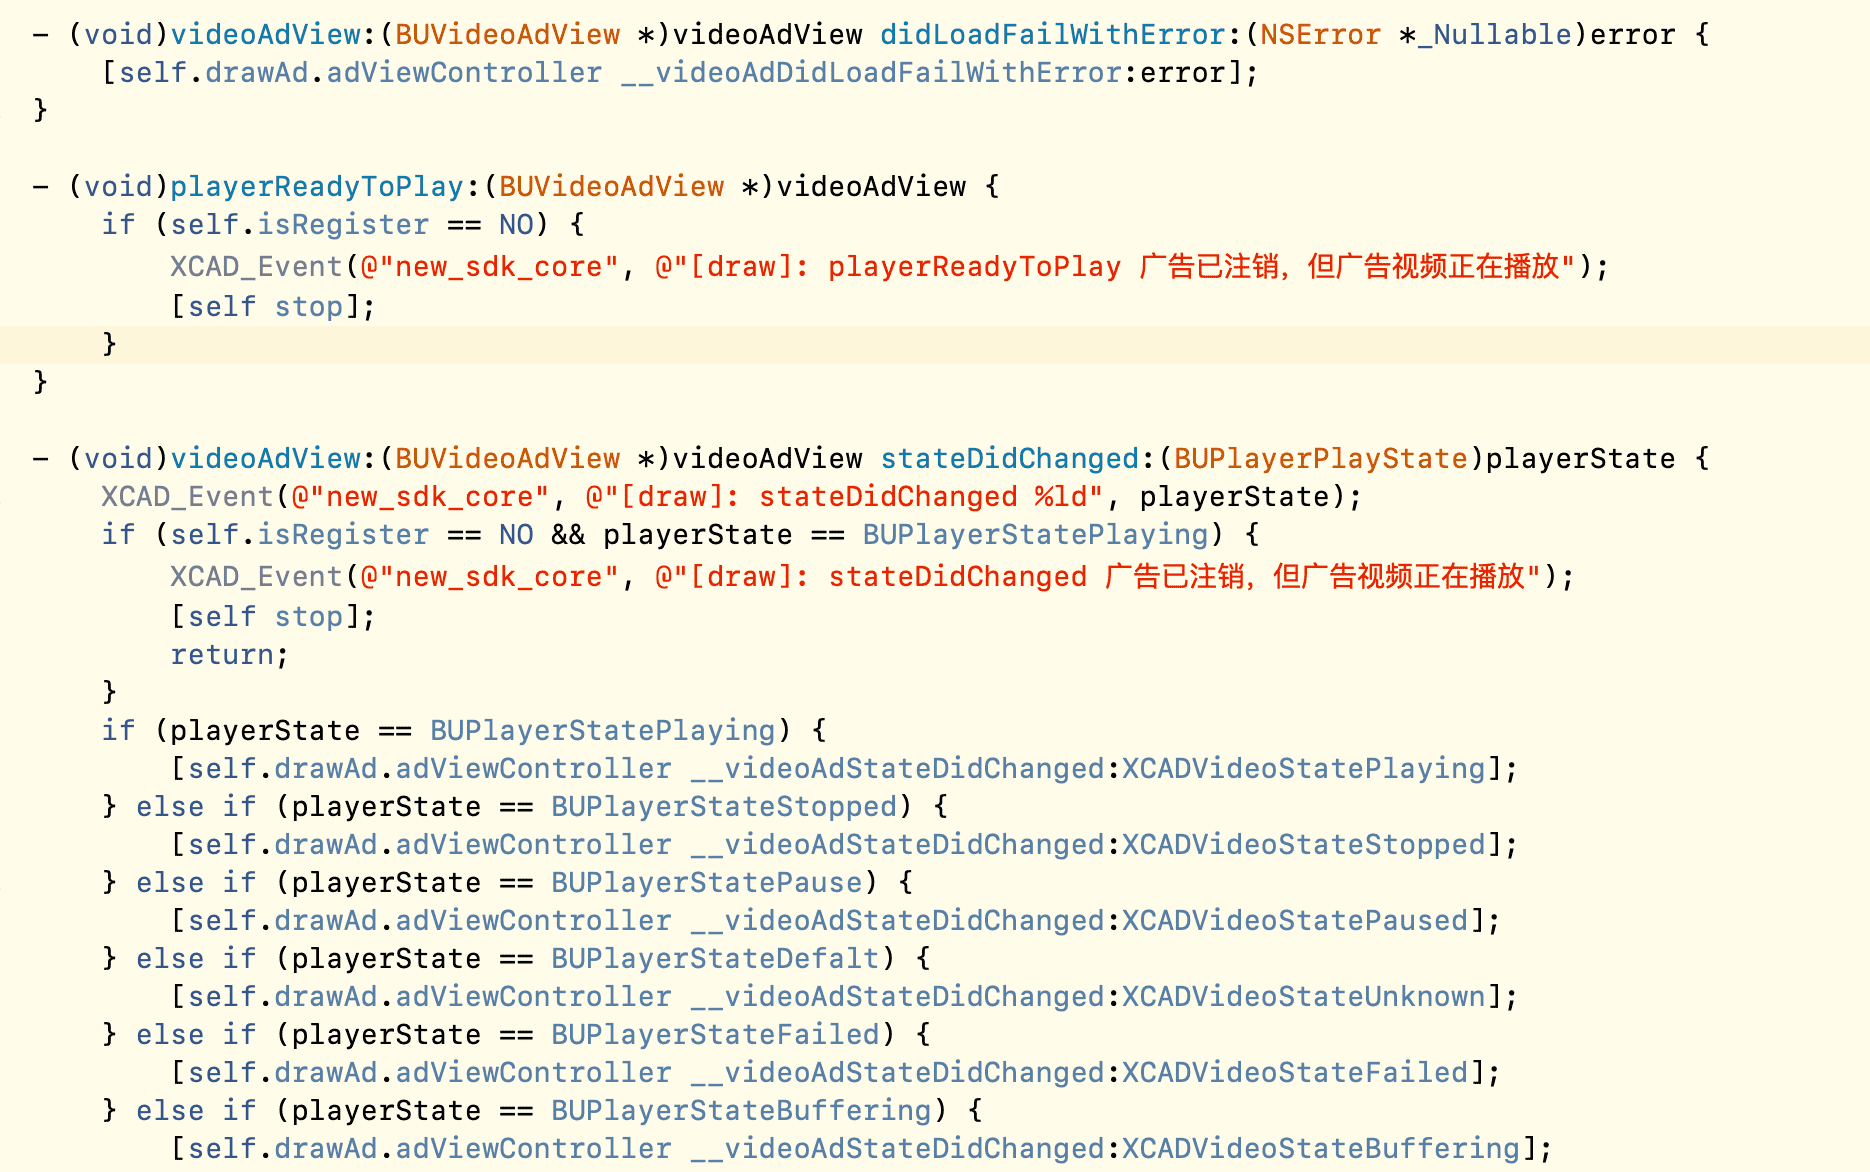 - (void)videoAdView:(BUVideoAdView *)videoAdView didLoadFailWithError:(NSError *_Nullable)error {
    [self.drawAd.adViewController __videoAdDidLoadFailWithError:error];
}

- (void)playerReadyToPlay:(BUVideoAdView *)videoAdView {
    if (self.isRegister == NO) {
        XCAD_Event(@"new_sdk_core", @"[draw]: playerReadyToPlay 广告已注销，但广告视频正在播放");
        [self stop];
    }
}

- (void)videoAdView:(BUVideoAdView *)videoAdView stateDidChanged:(BUPlayerPlayState)playerState {
    XCAD_Event(@"new_sdk_core", @"[draw]: stateDidChanged %ld", playerState);
    if (self.isRegister == NO && playerState == BUPlayerStatePlaying) {
        XCAD_Event(@"new_sdk_core", @"[draw]: stateDidChanged 广告已注销，但广告视频正在播放");
        [self stop];
        return;
    }
    if (playerState == BUPlayerStatePlaying) {
        [self.drawAd.adViewController __videoAdStateDidChanged:XCADVideoStatePlaying];
    } else if (playerState == BUPlayerStateStopped) {
        [self.drawAd.adViewController __videoAdStateDidChanged:XCADVideoStateStopped];
    } else if (playerState == BUPlayerStatePause) {
        [self.drawAd.adViewController __videoAdStateDidChanged:XCADVideoStatePaused];
    } else if (playerState == BUPlayerStateDefalt) {
        [self.drawAd.adViewController __videoAdStateDidChanged:XCADVideoStateUnknown];
    } else if (playerState == BUPlayerStateFailed) {
        [self.drawAd.adViewController __videoAdStateDidChanged:XCADVideoStateFailed];
    } else if (playerState == BUPlayerStateBuffering) {
        [self.drawAd.adViewController __videoAdStateDidChanged:XCADVideoStateBuffering];